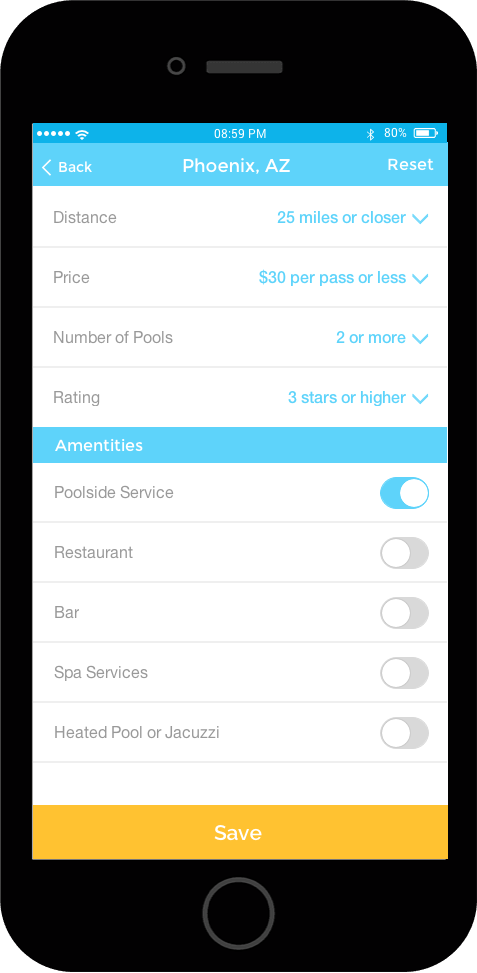 08:59 PM 80%
Back Phoenix, AZ Reset
Distance 25 miles or closer
Price $30 per pass or less
Number of Pools 2 or more
Rating 3 stars or higher
Amentities
Poolside Service
Restaurant
Bar
Spa Services
Heated Pool or Jacuzzi
Save